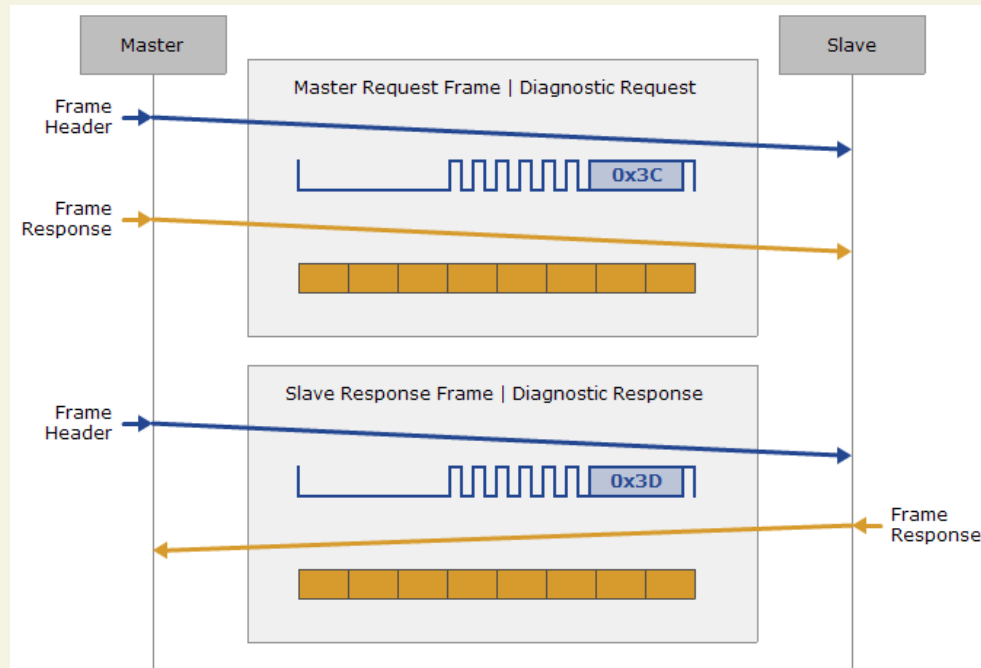 Master
Slave
Master Request Frame | Diagnostic Request
Frame
Header
0x3C
Frame
Response
Slave Response Frame | Diagnostic Response
Frame
Header
0x3D
Frame
Response